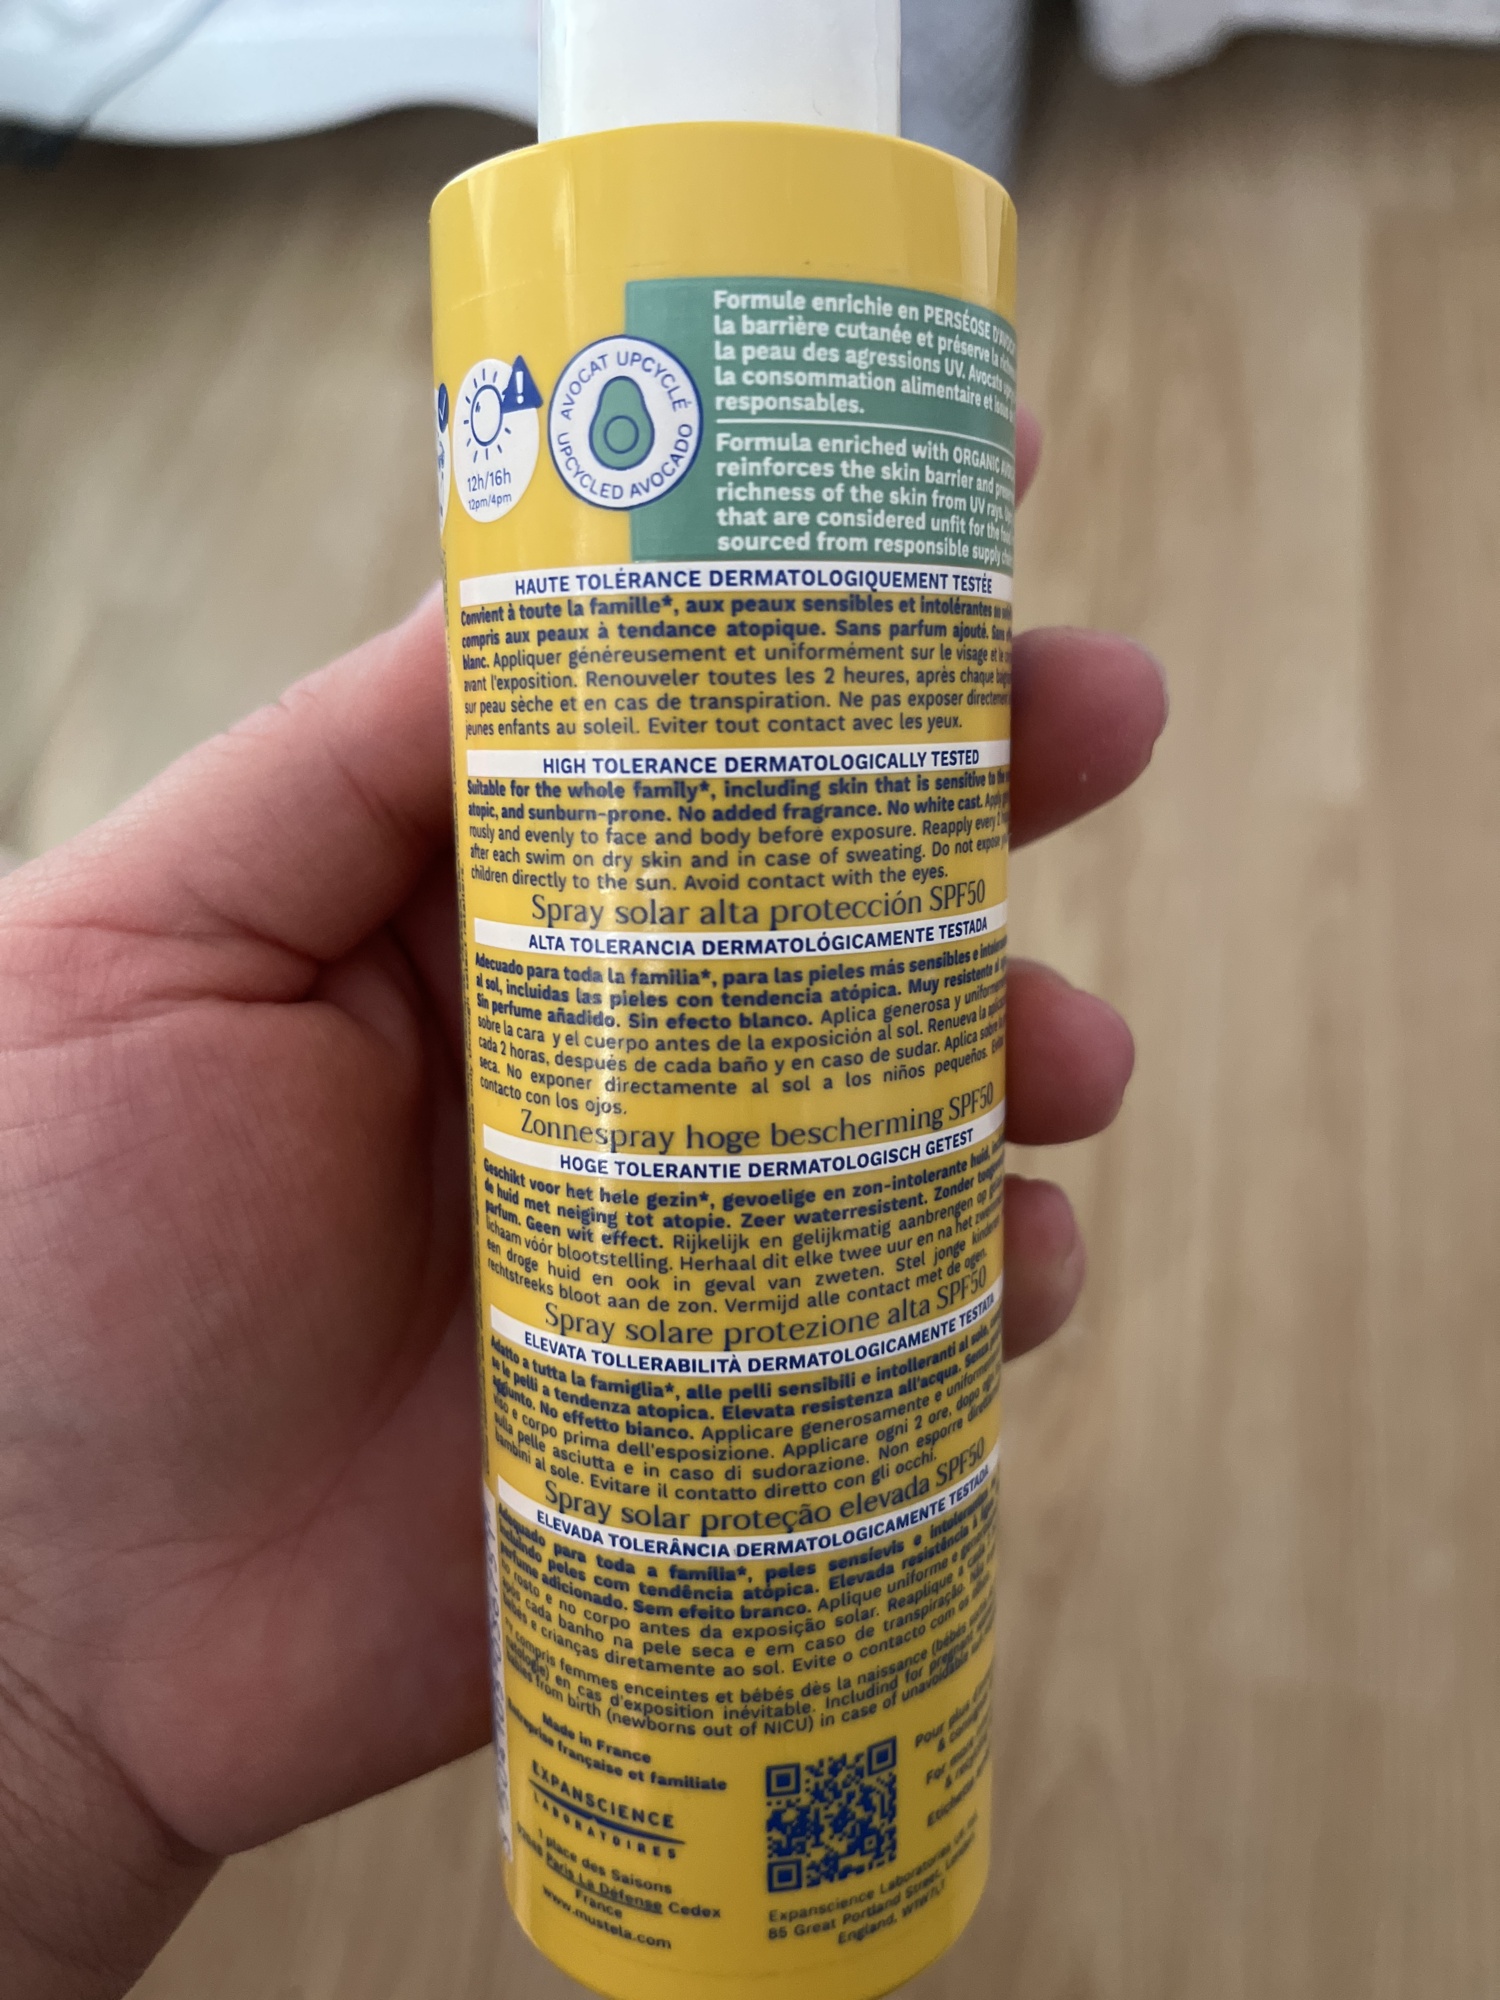 Formule enrichie en PERSÉOSE
la barrière cutanée et préserve la
la peau des agressions UV. Avocats
la consommation alimentaire et issus
responsables.
Formula enriched with ORGANIC
reinforces the skin barrier and
richness of the skin from UV rays.
that are considered unfit for the
sourced from responsible supply
AVOCAT UPCYCLÉ
UPCYCLED AVOCADO
12h/16h
12pm/4pm
HAUTE TOLÉRANCE DERMATOLOGIQUEMENT TESTÉE
Convient à toute la famille*, aux peaux sensibles et intolérantes au
compris aux peaux à tendance atopique. Sans parfum ajouté. Sans
blanc. Appliquer généreusement et uniformément sur le visage et le
avant l'exposition. Renouveler toutes les 2 heures, après chaque
sur peau sèche et en cas de transpiration. Ne pas exposer directement
jeunes enfants au soleil. Eviter tout contact avec les yeux.
HIGH TOLERANCE DERMATOLOGICALLY TESTED
Suitable for the whole family*, including skin that is sensitive to the
atopic, and sunburn-prone. No added fragrance. No white cast. Apply
rously and evenly to face and body before exposure. Reapply every 2
after each swim on dry skin and in case of sweating. Do not expose
children directly to the sun. Avoid contact with the eyes.
Spray solar alta protección SPF50
ALTA TOLERANCIA DERMATOLÓGICAMENTE TESTADA
Adecuado para toda la familia*, para las pieles más sensibles e
al sol, incluidas las pieles con tendencia atópica. Muy resistente al
Sin perfume añadido. Sin efecto blanco. Aplica generosa y
sobre la cara y el cuerpo antes de la exposición al sol. Renueva la
cada 2 horas, después de cada baño y en caso de sudar. Aplica sobre
seca. No exponer directamente al sol a los niños pequeños.
contacto con los ojos.
Zonnespray hoge bescherming SPF50
HOGE TOLERANTIE DERMATOLOGISCH GETEST
Geschikt voor het hele gezin*, gevoelige en zon-intolerante huid,
de huid met neiging tot atopie. Zeer waterresistent. Zonder
parfum. Geen wit effect. Rijkelijk en gelijkmatig aanbrengen op
lichaam vóór blootstelling. Herhaal dit elke twee uur en na het
een droge huid en ook in geval van zweten. Stel jonge kinderen
rechtstreeks bloot aan de zon. Vermijd alle contact met de ogen.
Spray solare protezione alta SPF50
ELEVATA TOLLERABILITÀ DERMATOLOGICAMENTE TESTATA
Adatto a tutta la famiglia*, alle pelli sensibili e intolleranti al sole,
se le pelli a tendenza atopica. Elevata resistenza all'acqua. Senza
aggiunto. No effetto bianco. Applicare generosamente e
viso e corpo prima dell'esposizione. Applicare ogni 2 ore, dopo
sulla pelle asciutta e in caso di sudorazione. Non esporre
bambini al sole. Evitare il contatto diretto con gli occhi.
Spray solar proteção elevada SPF50
ELEVADA TOLERÂNCIA DERMATOLOGICAMENTE TESTADA
Adequado para toda a família*, peles sensíevis e
incluindo peles com tendência atópica. Elevada resistência à
perfume adicionado. Sem efeito branco. Aplique uniforme e
no rosto e no corpo antes da exposição solar. Reaplique a cada
após cada banho na pele seca e em caso de transpiração.
bebés e crianças diretamente ao sol. Evite o contacto com os
compris femmes enceintes et bébés dès la naissance (bébés
en cas d'exposition inévitable. Includind for pregnant
babies from birth (newborns out of NICU) in case of unavoidable
Made in France
Entreprise française et familiale
EXPANSCIENCE
LABORATOIRES
1 place des Saisons
Paris La Défense Cedex
France
www.mustela.com
Pour plus
For more
Expanscience Laboratories
85 Great Portland Street,
England, W1W7LT